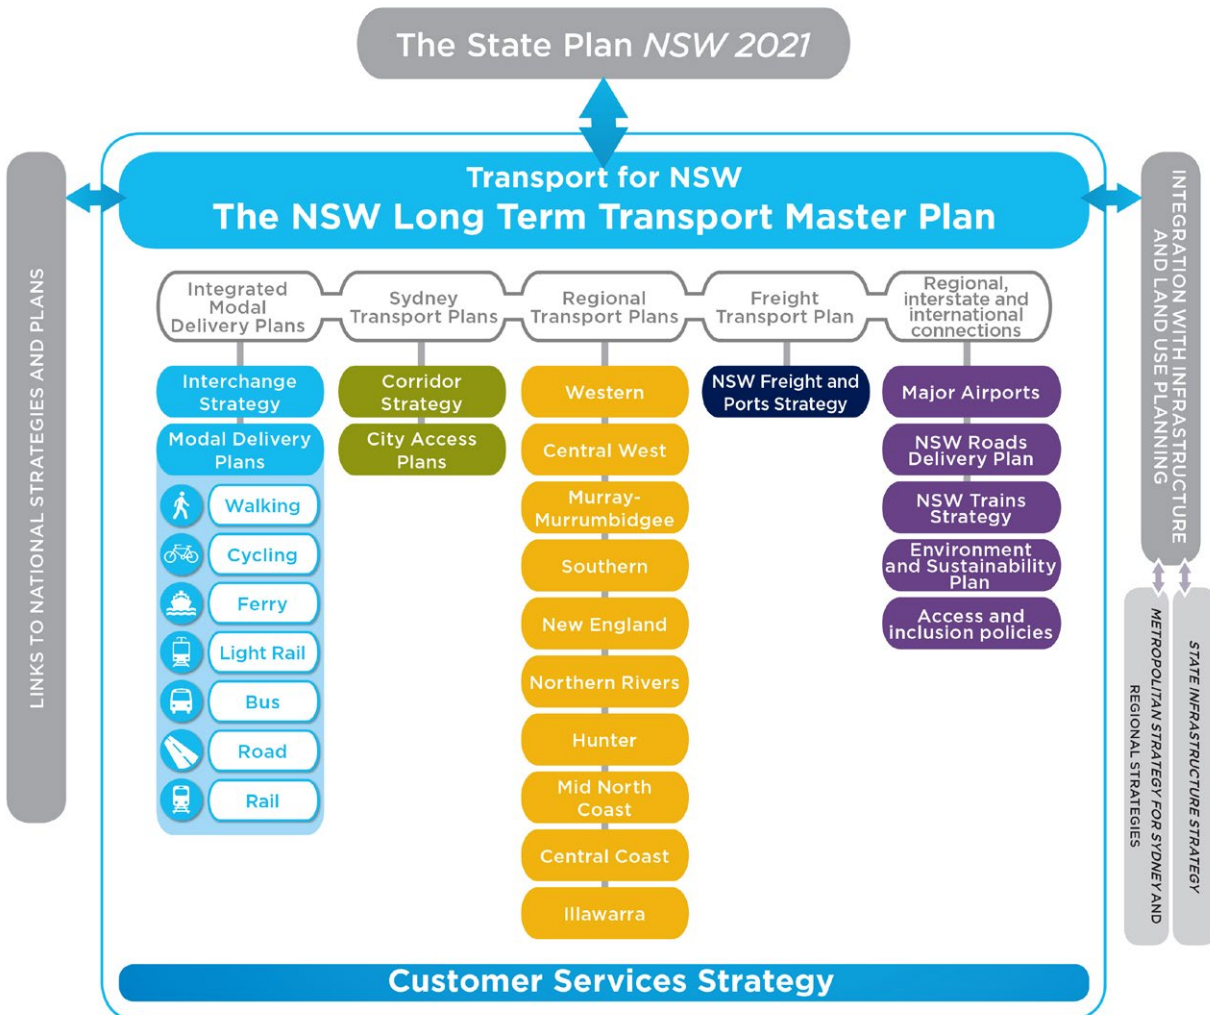 The State Plan NSW 2021
LINKS TO NATIONAL STRATEGIES AND PLANS
Transport for NSW
The NSW Long Term Transport Master Plan
INTEGRATION WITH INFRASTRUCTURE
AND LAND USE PLANNING
METROPOLITAN STRATEGY FOR SYDNEY AND
REGIONAL STRATEGIES
STATE INFRASTRUCTURE STRATEGY
Integrated
Modal
Delivery Plans
Interchange
Strategy
Modal Delivery
Plans
Walking
Cycling
Ferry
Light Rail
Bus
Road
Rail
Sydney
Transport Plans
Corridor
Strategy
City Access
Plans
Regional
Transport Plans
Western
Central West
Murray-
Murrumbidgee
Southern
New England
Northern Rivers
Hunter
Mid North
Coast
Central Coast
Illawarra
Freight
Transport Plan
NSW Freight and
Ports Strategy
Regional,
interstate and
international
connections
Major Airports
NSW Roads
Delivery Plan
NSW Trains
Strategy
Environment
and Sustainability
Plan
Access and
inclusion policies
Customer Services Strategy